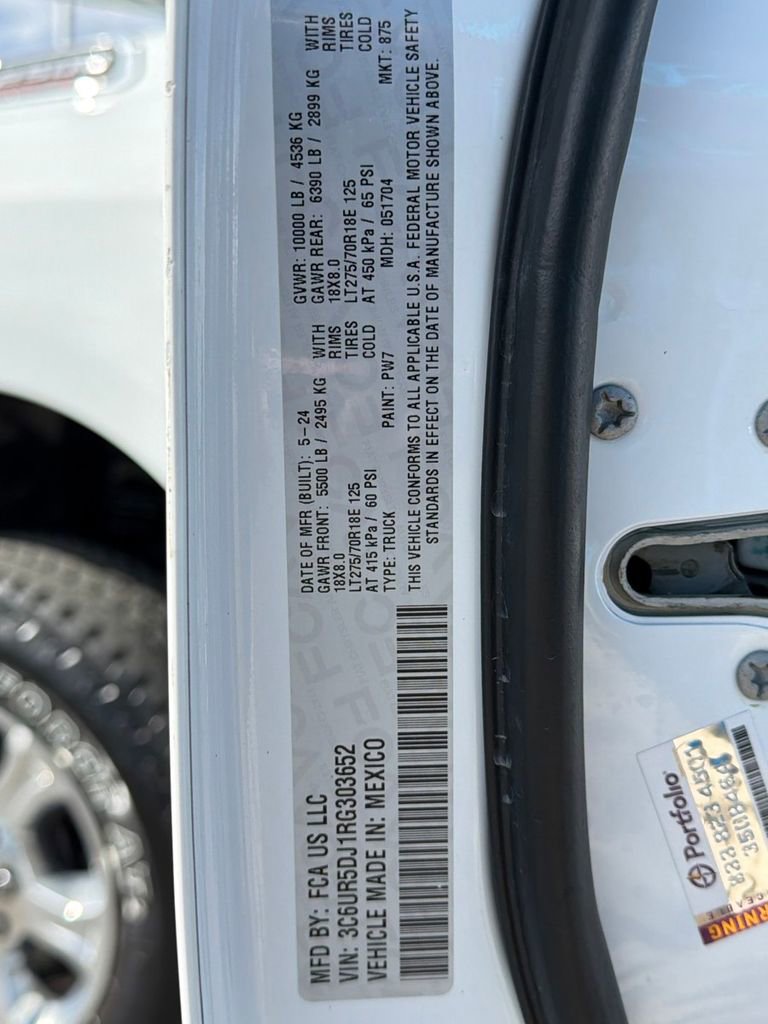 MFD BY: FCA US LLC
VIN: 3C6UR5DJ1RG303652
VEHICLE MADE IN: MEXICO
DATE OF MFR (BUILT): 5-24
GVWR: 10000 LB / 4536 KG
GAWR FRONT: 5500 LB / 2495 KG WITH
GAWR REAR: 6390 LB / 2899 KG WITH
18X8.0 RIMS
18X8.0 RIMS
LT275/70R18E 125 TIRES
LT275/70R18E 125 TIRES
AT 415 kPa / 60 PSI COLD
AT 450 kPa / 65 PSI COLD
TYPE: TRUCK PAINT: PW7 MDH: 051704 MKT: 875
THIS VEHICLE CONFORMS TO ALL APPLICABLE U.S.A. FEDERAL MOTOR VEHICLE SAFETY
STANDARDS IN EFFECT ON THE DATE OF MANUFACTURE SHOWN ABOVE.
Portfolio